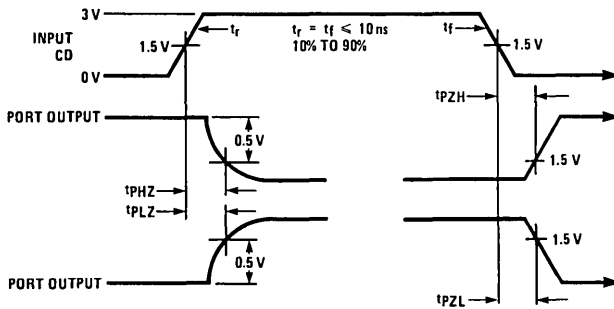 3 V
INPUT
CD
1.5 V
0 V
tr
tr = tf ≤ 10 ns
10% TO 90%
tf
1.5 V
PORT OUTPUT
0.5 V
tPHZ
tPLZ
tPZH
1.5 V
PORT OUTPUT
0.5 V
1.5 V
tPZL